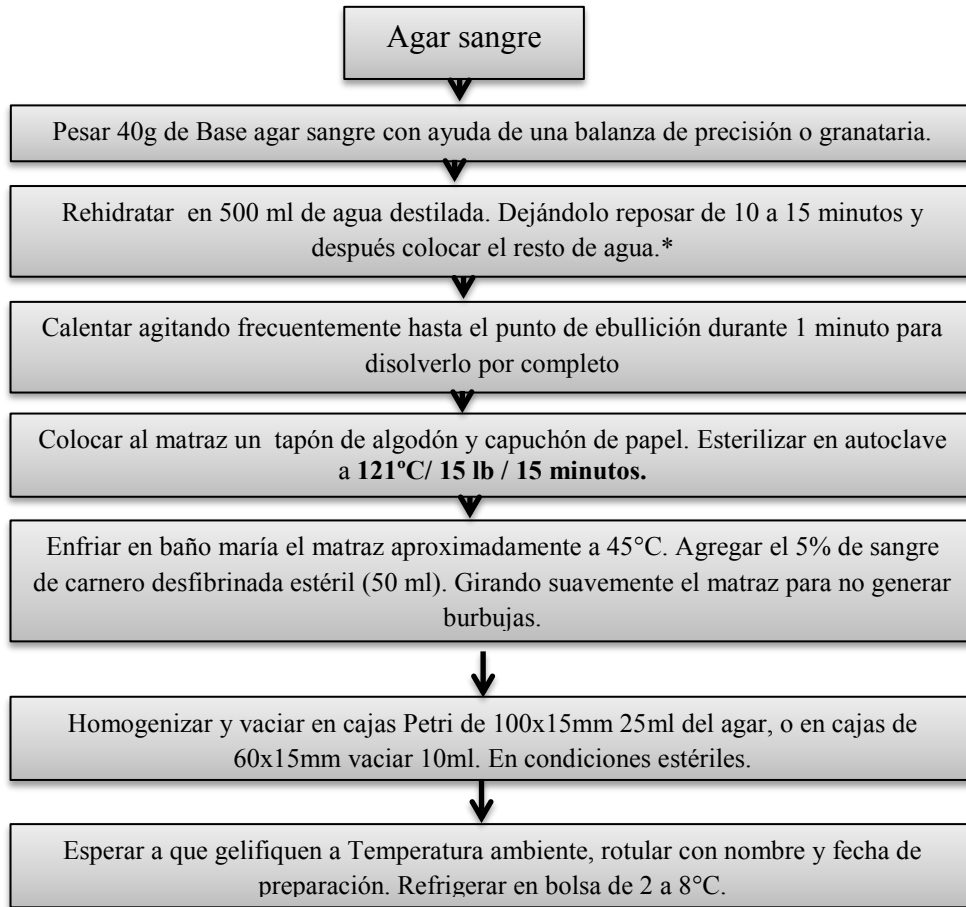 Agar sangre
Pesar 40g de Base agar sangre con ayuda de una balanza de precisión o granataria.
Rehidratar en 500 ml de agua destilada. Dejándolo reposar de 10 a 15 minutos y
después colocar el resto de agua.*
Calentar agitando frecuentemente hasta el punto de ebullición durante 1 minuto para
disolverlo por completo
Colocar al matraz un tapón de algodón y capuchón de papel. Esterilizar en autoclave
a 121ºC/ 15 lb / 15 minutos.
Enfriar en baño maría el matraz aproximadamente a 45°C. Agregar el 5% de sangre
de carnero desfibrinada estéril (50 ml). Girando suavemente el matraz para no generar
burbujas.
Homogenizar y vaciar en cajas Petri de 100x15mm 25ml del agar, o en cajas de
60x15mm vaciar 10ml. En condiciones estériles.
Esperar a que gelifiquen a Temperatura ambiente, rotular con nombre y fecha de
preparación. Refrigerar en bolsa de 2 a 8°C.